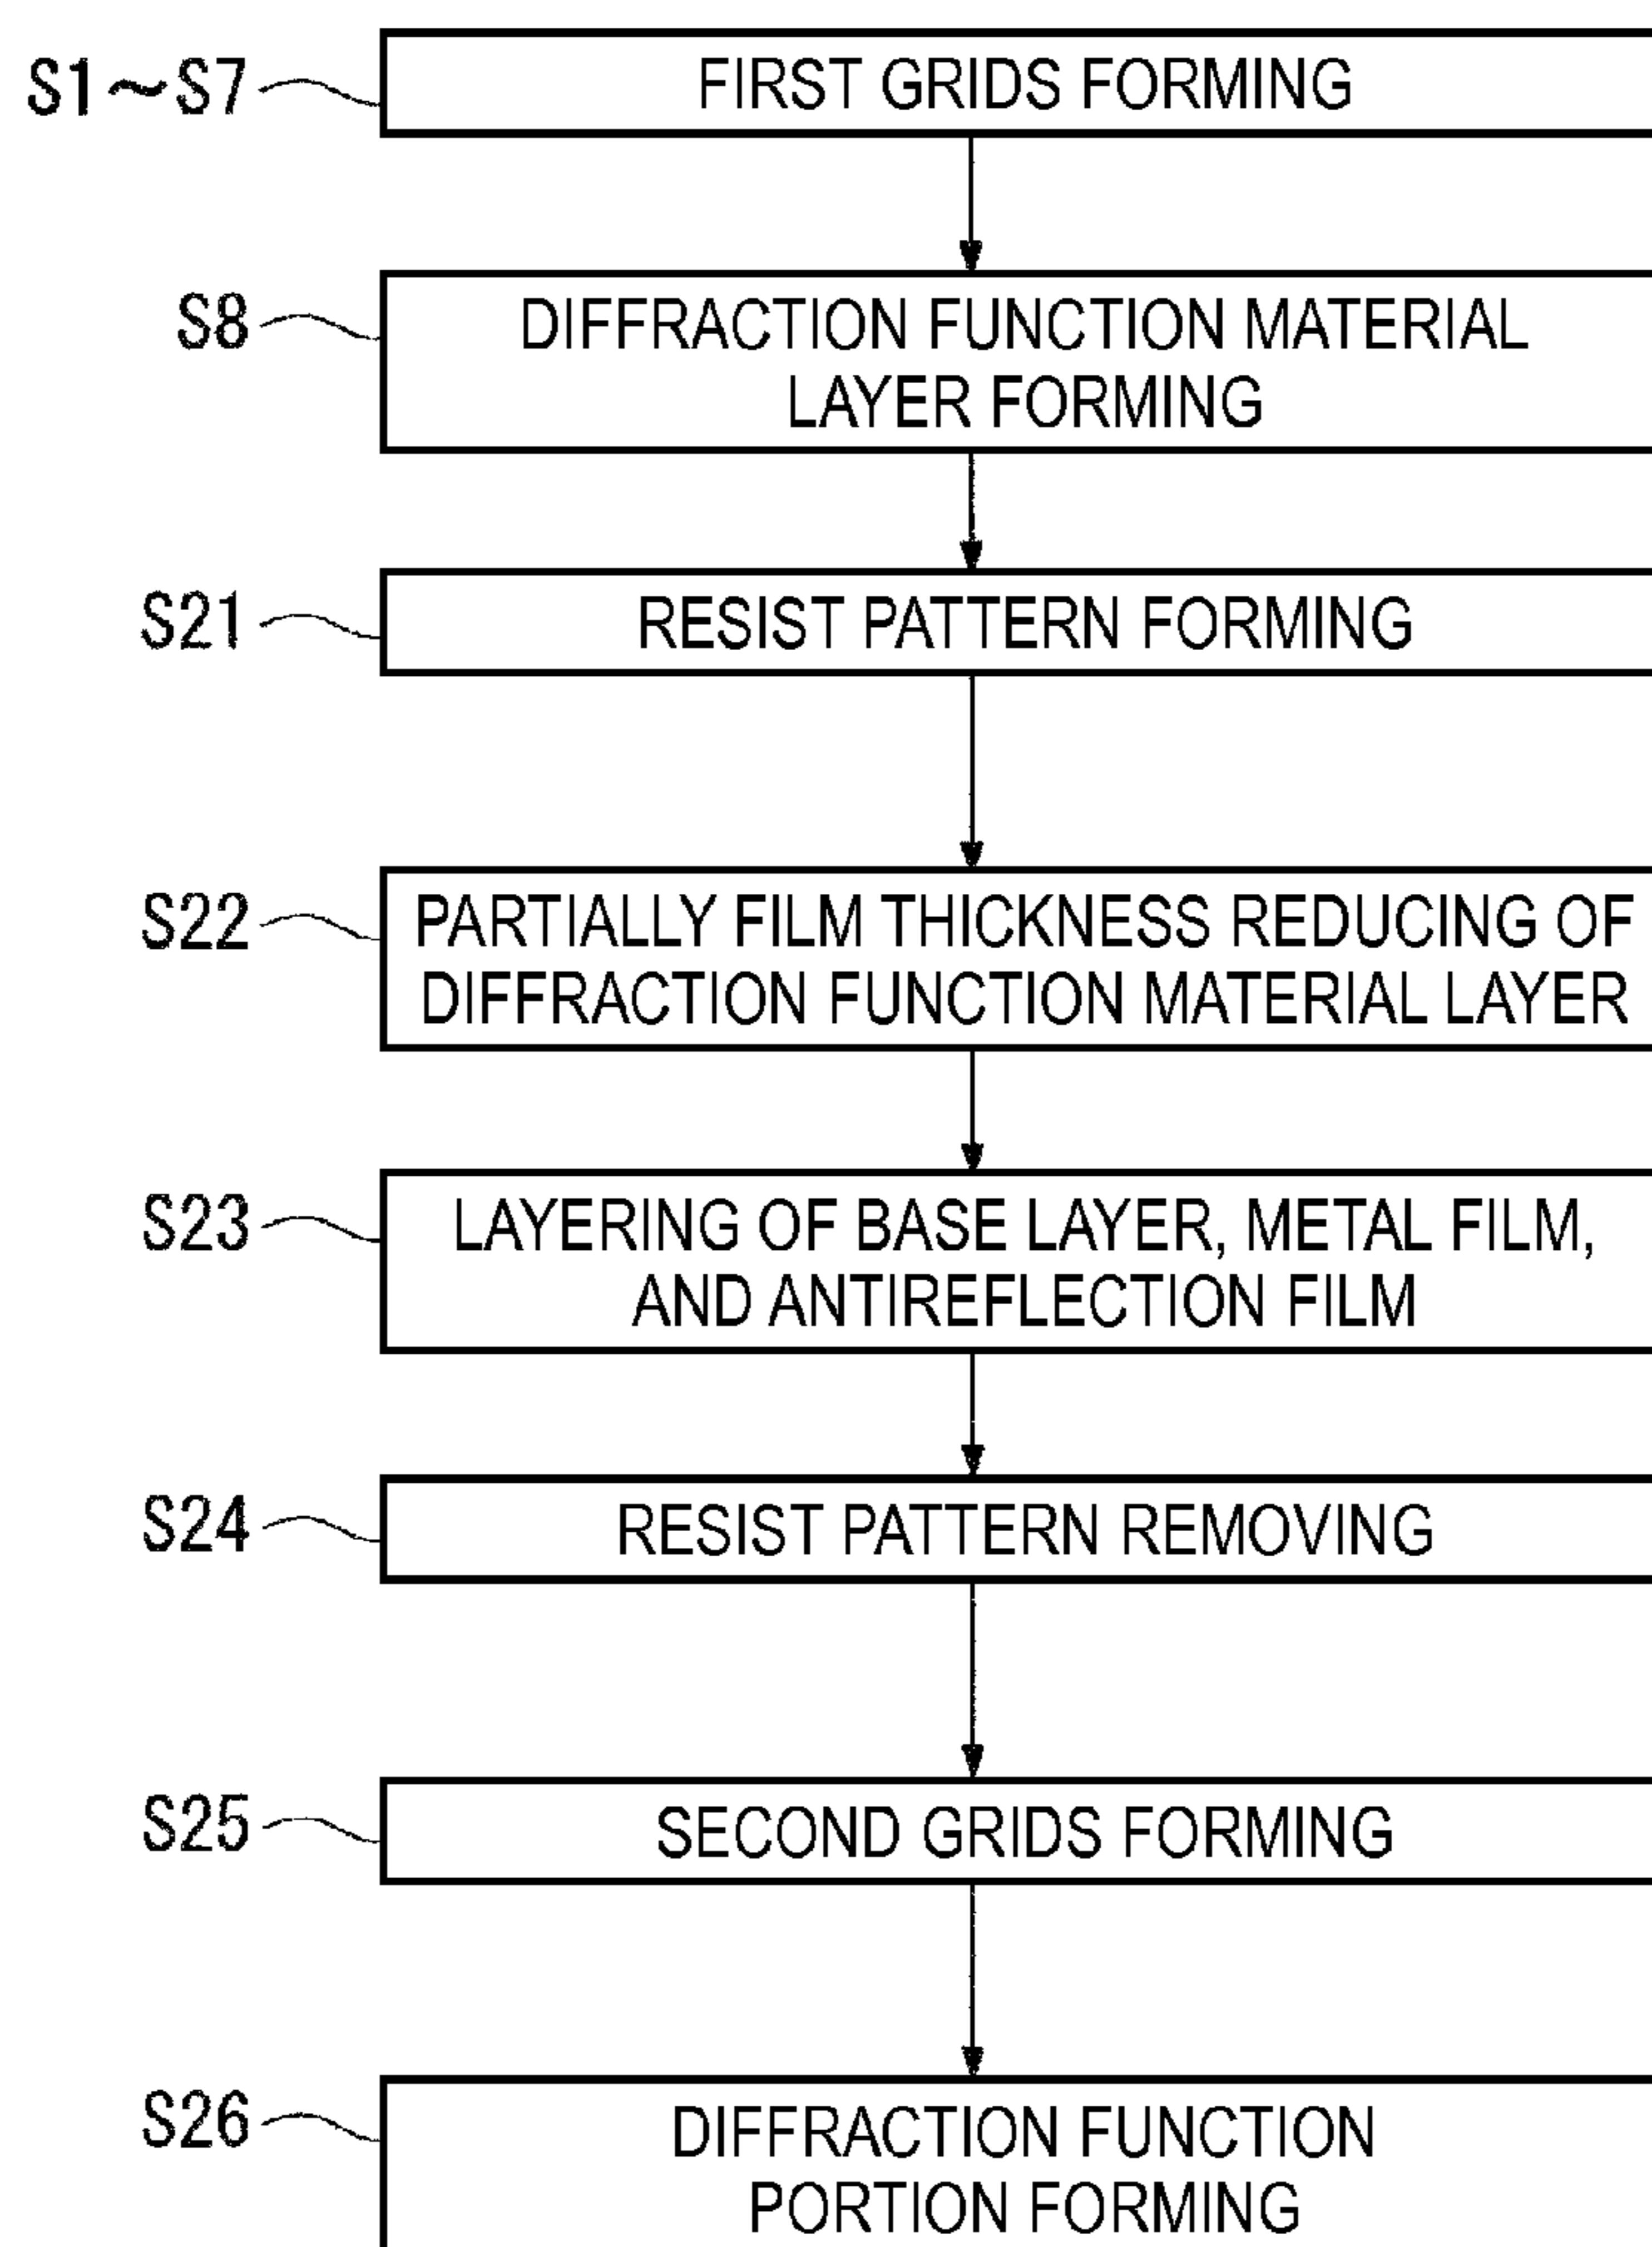 S1~S7
FIRST GRIDS FORMING
S8
DIFFRACTION FUNCTION MATERIAL
LAYER FORMING
S21
RESIST PATTERN FORMING
S22
PARTIALLY FILM THICKNESS REDUCING OF
DIFFRACTION FUNCTION MATERIAL LAYER
S23
LAYERING OF BASE LAYER, METAL FILM,
AND ANTIREFLECTION FILM
S24
RESIST PATTERN REMOVING
S25
SECOND GRIDS FORMING
S26
DIFFRACTION FUNCTION
PORTION FORMING